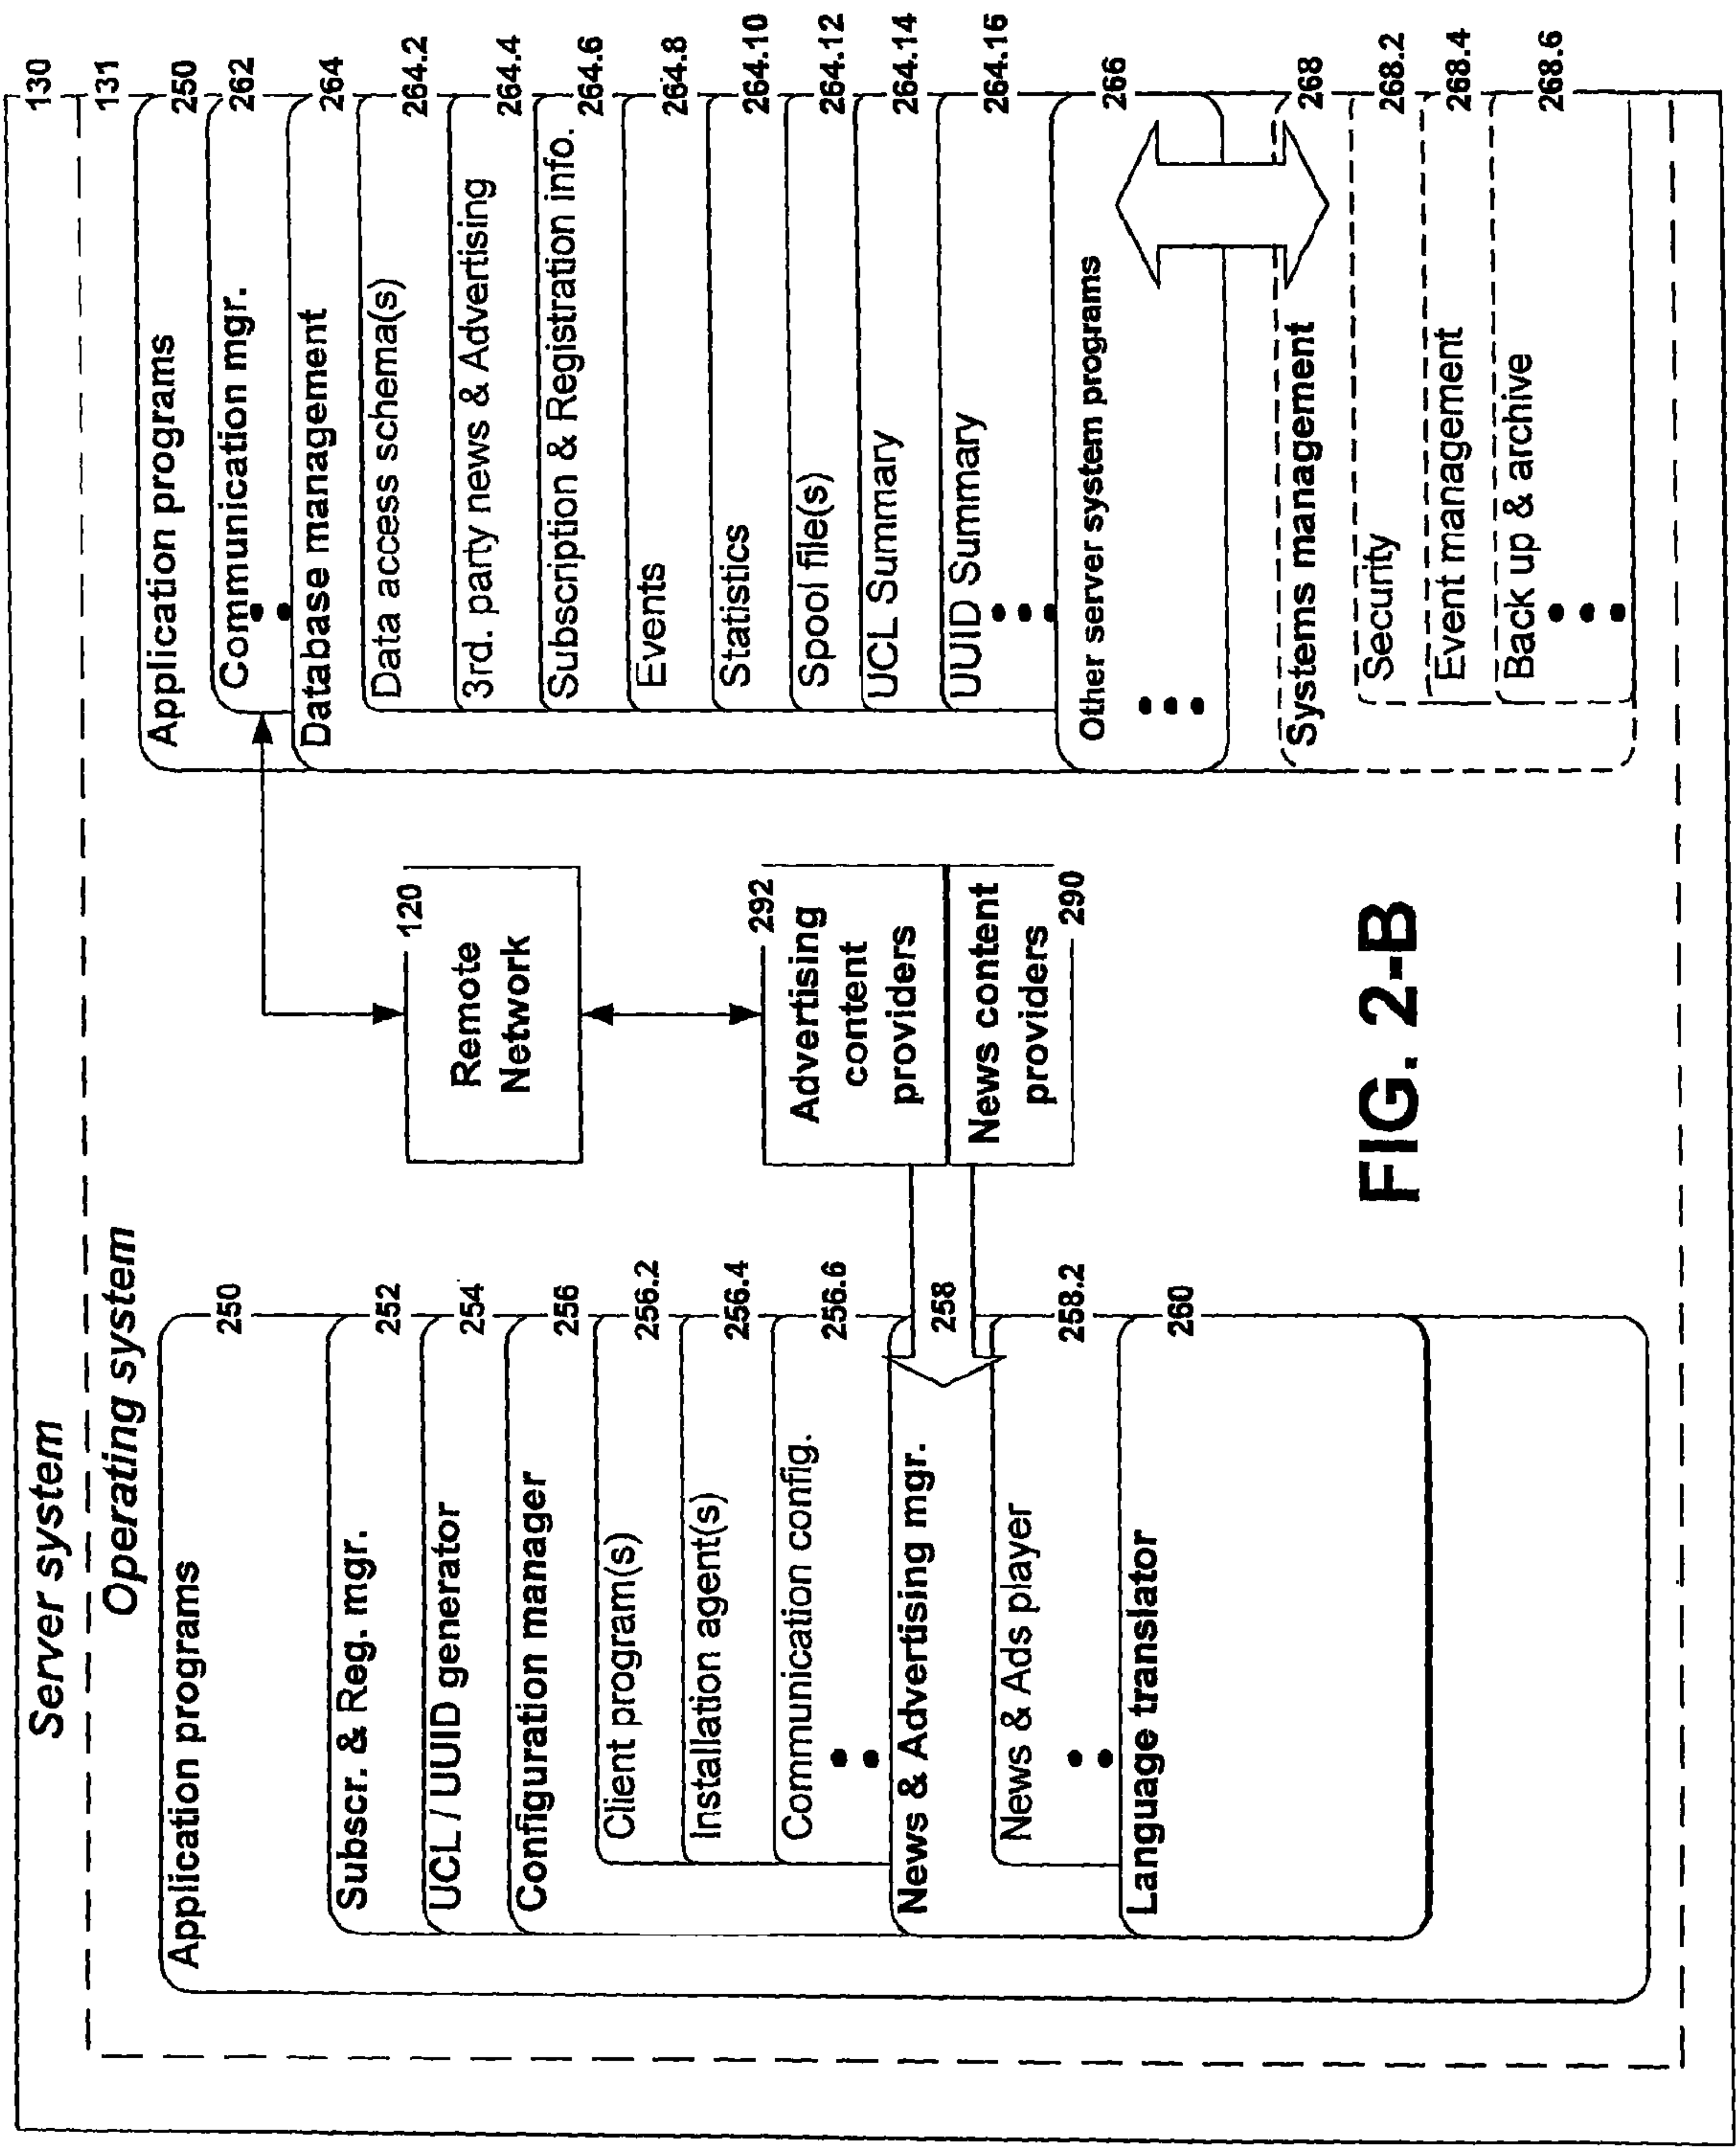 Server system
130
Operating system
131
Application programs
250
Subscr. & Reg. mgr.
252
UCL / UUID generator
254
Configuration manager
256
Client program(s)
256.2
Installation agent(s)
256.4
Communication config.
256.6
News & Advertising mgr.
258
News & Ads player
258.2
Language translator
260
120
Remote
Network
292
Advertising
content
providers
News content
providers
290
Application programs
250
Communication mgr.
262
Database management
264
Data access schema(s)
264.2
3rd. party news & Advertising
264.4
Subscription & Registration info.
264.6
Events
264.8
Statistics
264.10
Spool file(s)
264.12
UCL Summary
264.14
UUID Summary
264.16
Other server system programs
266
Systems management
268
Security
268.2
Event management
268.4
Back up & archive
268.6
FIG. 2-B